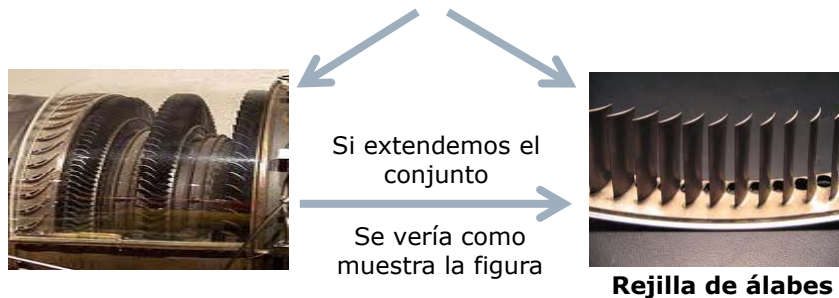 Si extendemos el
conjunto
Se vería como
muestra la figura
Rejilla de álabes